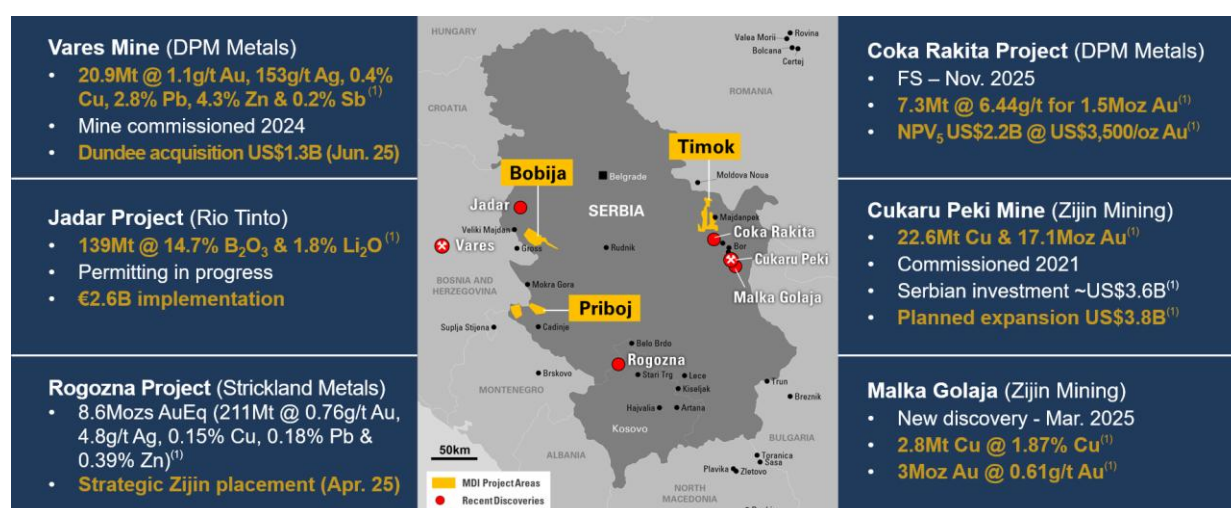 Vares Mine (DPM Metals)
• 20.9Mt @ 1.1g/t Au, 153g/t Ag, 0.4%
Cu, 2.8% Pb, 4.3% Zn & 0.2% Sb(1)
• Mine commissioned 2024
• Dundee acquisition US$1.3B (Jun. 25)
Jadar Project (Rio Tinto)
• 139Mt @ 14.7% B2O3 & 1.8% Li2O(1)
• Permitting in progress
• €2.6B implementation
Rogozna Project (Strickland Metals)
• 8.6Mozs AuEq (211Mt @ 0.76g/t Au,
4.8g/t Ag, 0.15% Cu, 0.18% Pb &
0.39% Zn)(1)
• Strategic Zijin placement (Apr. 25)
HUNGARY
Valea Morii
Rovina
Bolcana
Certej
CROATIA
ROMANIA
Timok
Moldova Noua
Bobija
Belgrade
Jadar
SERBIA
Majdanpek
Veliki Majdan
Coka Rakita
Vares
Gross
Rudnik
Bor
Cukaru Peki
BOSNIA AND
HERZEGOVINA
Mokra Gora
Malka Golaja
Priboj
Suplja Stijena
Cadinje
Belo Brdo
Rogozna
Brskovo
Stari Trg
Lece
Trun
MONTENEGRO
Kiseljak
Breznik
Hajvalia
Artana
Kosovo
BULGARIA
50km
ALBANIA
Tgranica
Sasa
Plavika
Zletovo
MDI Project Areas
NORTH
MACEDONIA
Recent Discoveries
Coka Rakita Project (DPM Metals)
• FS – Nov. 2025
• 7.3Mt @ 6.44g/t for 1.5Moz Au(1)
• NPV5 US$2.2B @ US$3,500/oz Au(1)
Cukaru Peki Mine (Zijin Mining)
• 22.6Mt Cu & 17.1Moz Au(1)
• Commissioned 2021
• Serbian investment ~US$3.6B(1)
• Planned expansion US$3.8B(1)
Malka Golaja (Zijin Mining)
• New discovery - Mar. 2025
• 2.8Mt Cu @ 1.87% Cu(1)
• 3Moz Au @ 0.61g/t Au(1)